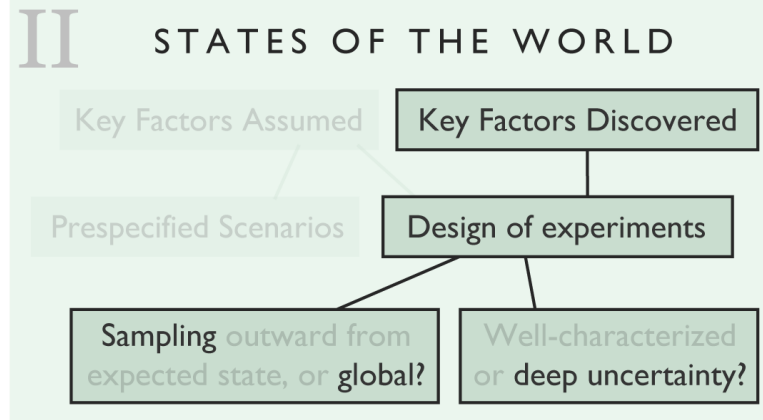 II STATES OF THE WORLD
Key Factors Assumed
Key Factors Discovered
Prespecified Scenarios
Design of experiments
Sampling outward from
expected state, or global?
Well-characterized
or deep uncertainty?